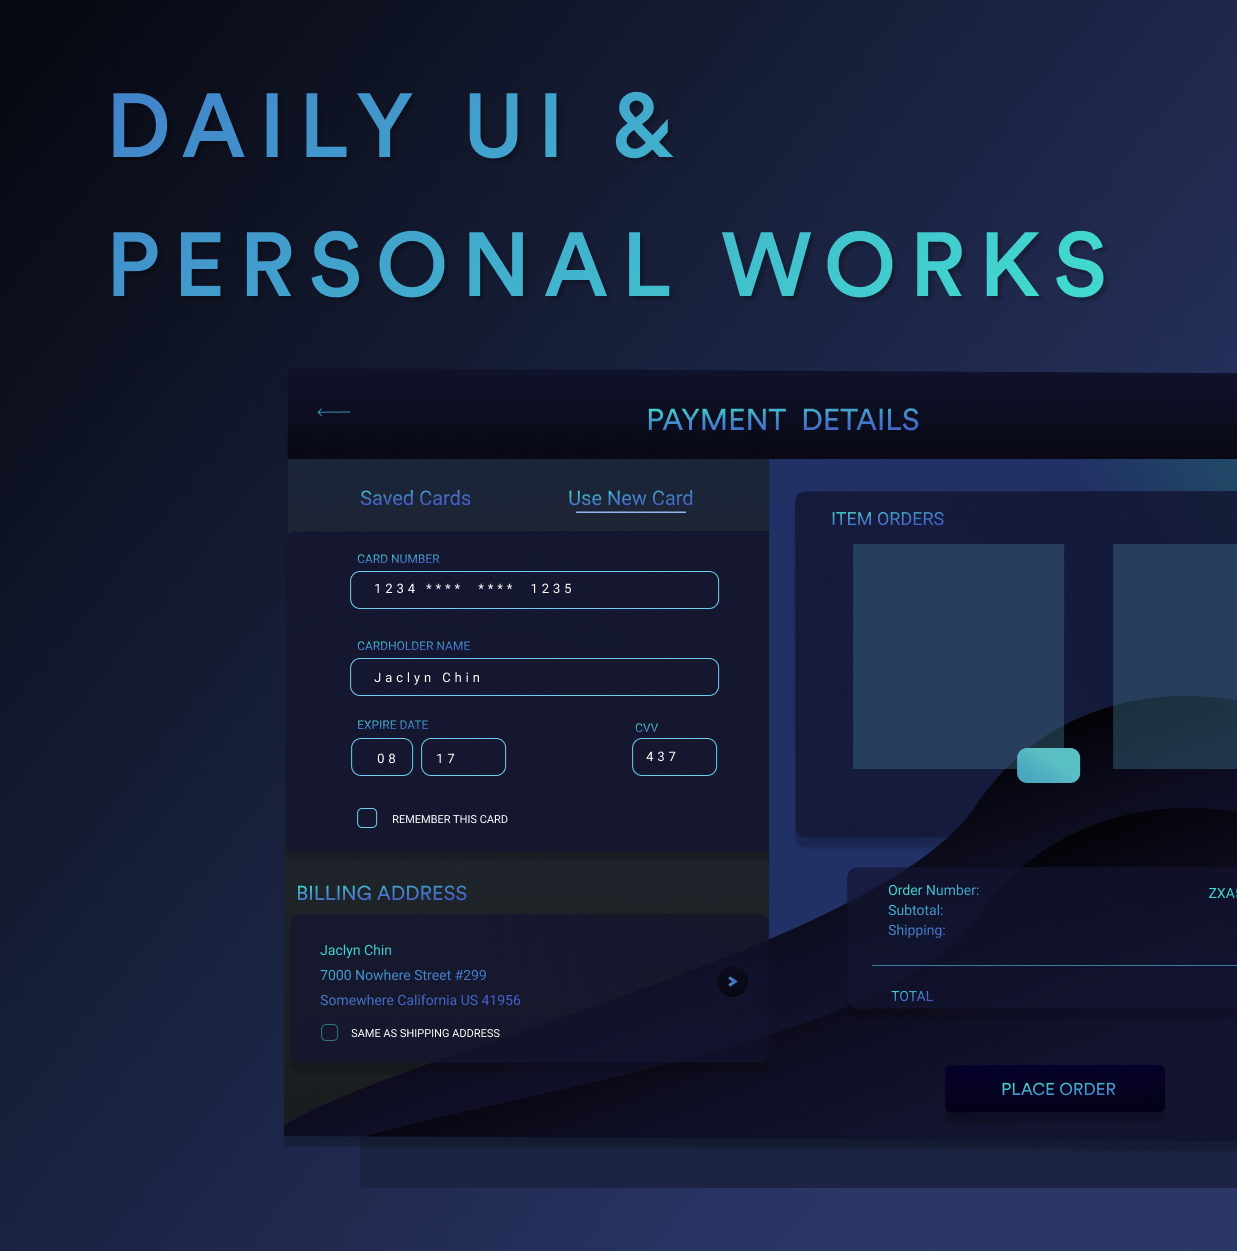 DAILY UI &
PERSONAL WORKS
PAYMENT DETAILS
Saved Cards
Use New Card
CARD NUMBER
1234 **** **** 1235
CARDHOLDER NAME
Jaclyn Chin
EXPIRE DATE
CVV
08
17
437
REMEMBER THIS CARD
BILLING ADDRESS
Jaclyn Chin
7000 Nowhere Street #299
Somewhere California US 41956
SAME AS SHIPPING ADDRESS
ITEM ORDERS
Order Number:
Subtotal:
Shipping:
TOTAL
PLACE ORDER